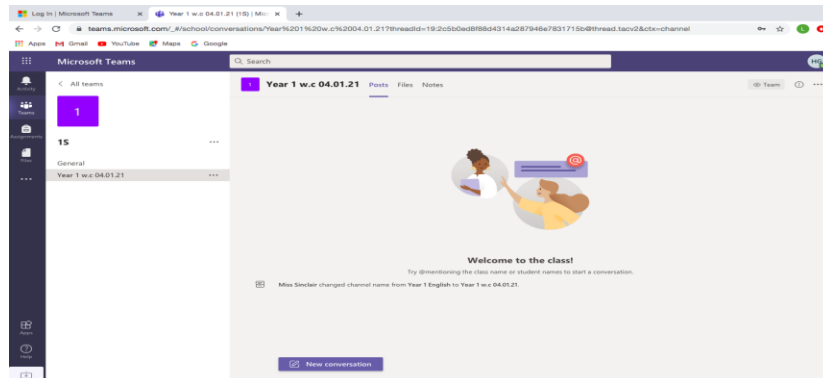 Log in | Microsoft Teams
Year 1 w.c 04.01.21 (1S) | Mic
teams.microsoft.com/_#/school/conversations/Year%201%20w.c%2004.01.21?threadId=19:2c5b0ed8f88d4314a287946e7831715b@thread.tacv2&ctx=channel
Apps Gmail YouTube Maps Google
Microsoft Teams
Search
HG
Activity
Teams
Assignments
Files
Apps
Help
All teams
1
1S
General
Year 1 w.c 04.01.21
1
Year 1 w.c 04.01.21 Posts Files Notes
Team
Welcome to the class!
Try @mentioning the class name or student names to start a conversation.
Miss Sinclair changed channel name from Year 1 English to Year 1 w.c 04.01.21.
New conversation